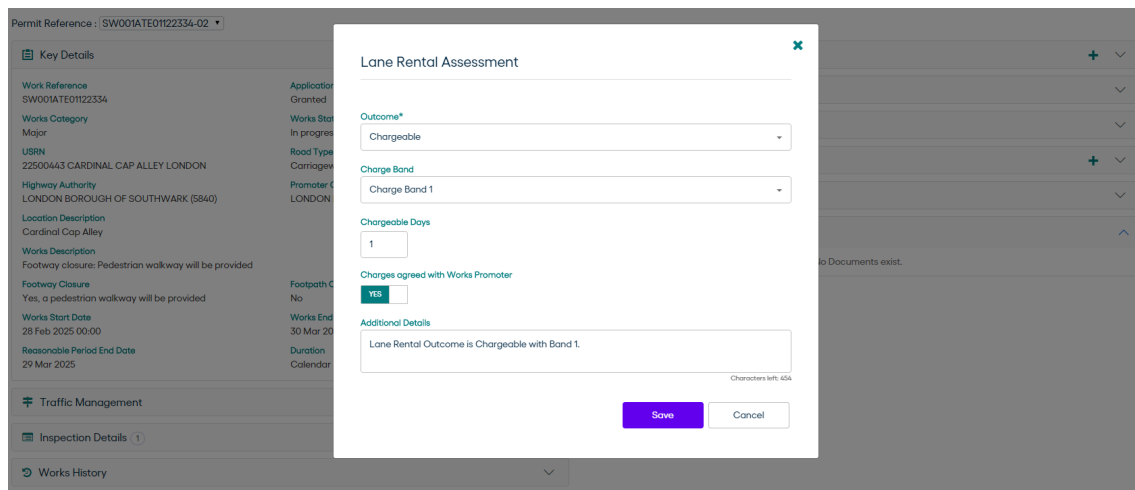 Permit Reference : SW001ATE01122334-02
Key Details
Work Reference
SW001ATE01122334
Application
Granted
Works Category
Major
Works Stat
In progres
USRN
22500443 CARDINAL CAP ALLEY LONDON
Road Type
Carriagew
Highway Authority
LONDON BOROUGH OF SOUTHWARK (5840)
Promoter
LONDON
Location Description
Cardinal Cap Alley
Works Description
Footway closure: Pedestrian walkway will be provided
Footway Closure
Yes, a pedestrian walkway will be provided
Footpath C
No
Works Start Date
28 Feb 2025 00:00
Works End
30 Mar 20
Reasonable Period End Date
29 Mar 2025
Duration
Calendar
Traffic Management
Inspection Details 1
Works History
Lane Rental Assessment
Outcome*
Chargeable
Charge Band
Charge Band 1
Chargeable Days
1
Charges agreed with Works Promoter
YES
Additional Details
Lane Rental Outcome is Chargeable with Band 1.
Characters left: 454
Save
Cancel
No Documents exist.